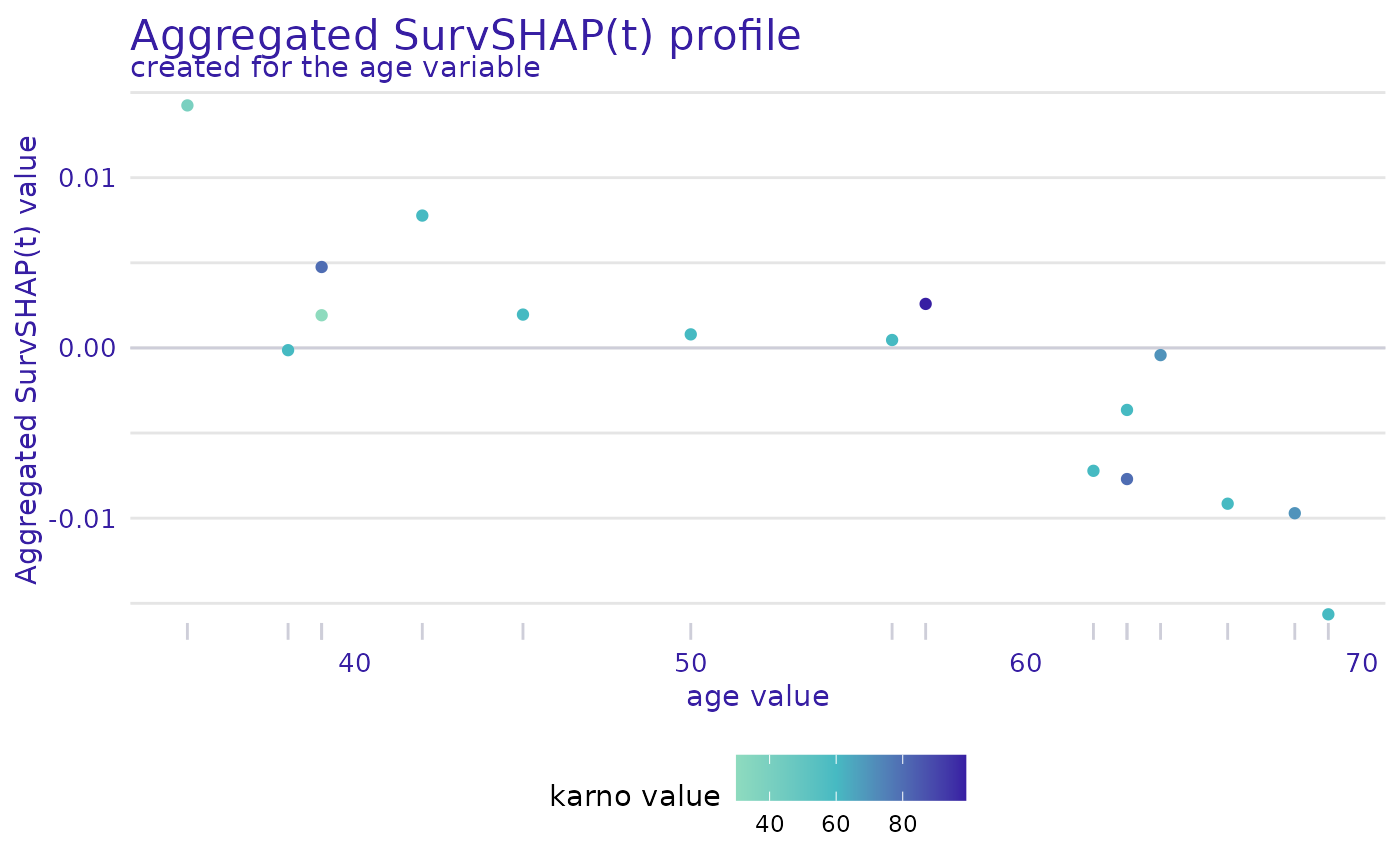 Aggregated SurvSHAP(t) profile
created for the age variable
Aggregated SurvSHAP(t) value
0.01
0.00
-0.01
40 50 60 70
age value
karno value
40 60 80